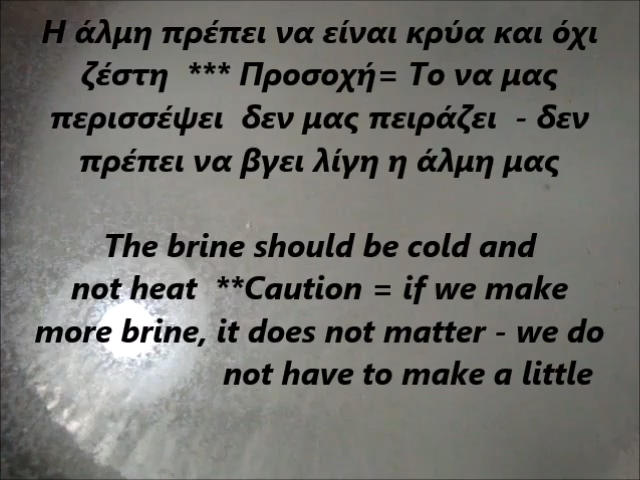 Η άλμη πρέπει να είναι κρύα και όχι
ζέστη *** Προσοχή= Το να μας
περισσέψει δεν μας πειράζει - δεν
πρέπει να βγει λίγη η άλμη μας
The brine should be cold and
not heat **Caution = if we make
more brine, it does not matter - we do
not have to make a little